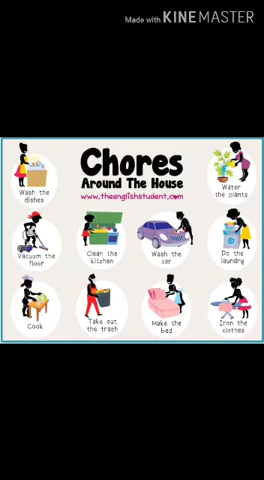 Made with KINEMASTER
Chores
Around The House
www.theenglishstudent.com
Wash the
dishes
Water
the plants
Vacuum the
floor
Clean the
kitchen
Wash the
car
Do the
laundry
Cook
Take out
the trash
Make the
bed
Iron the
clothes